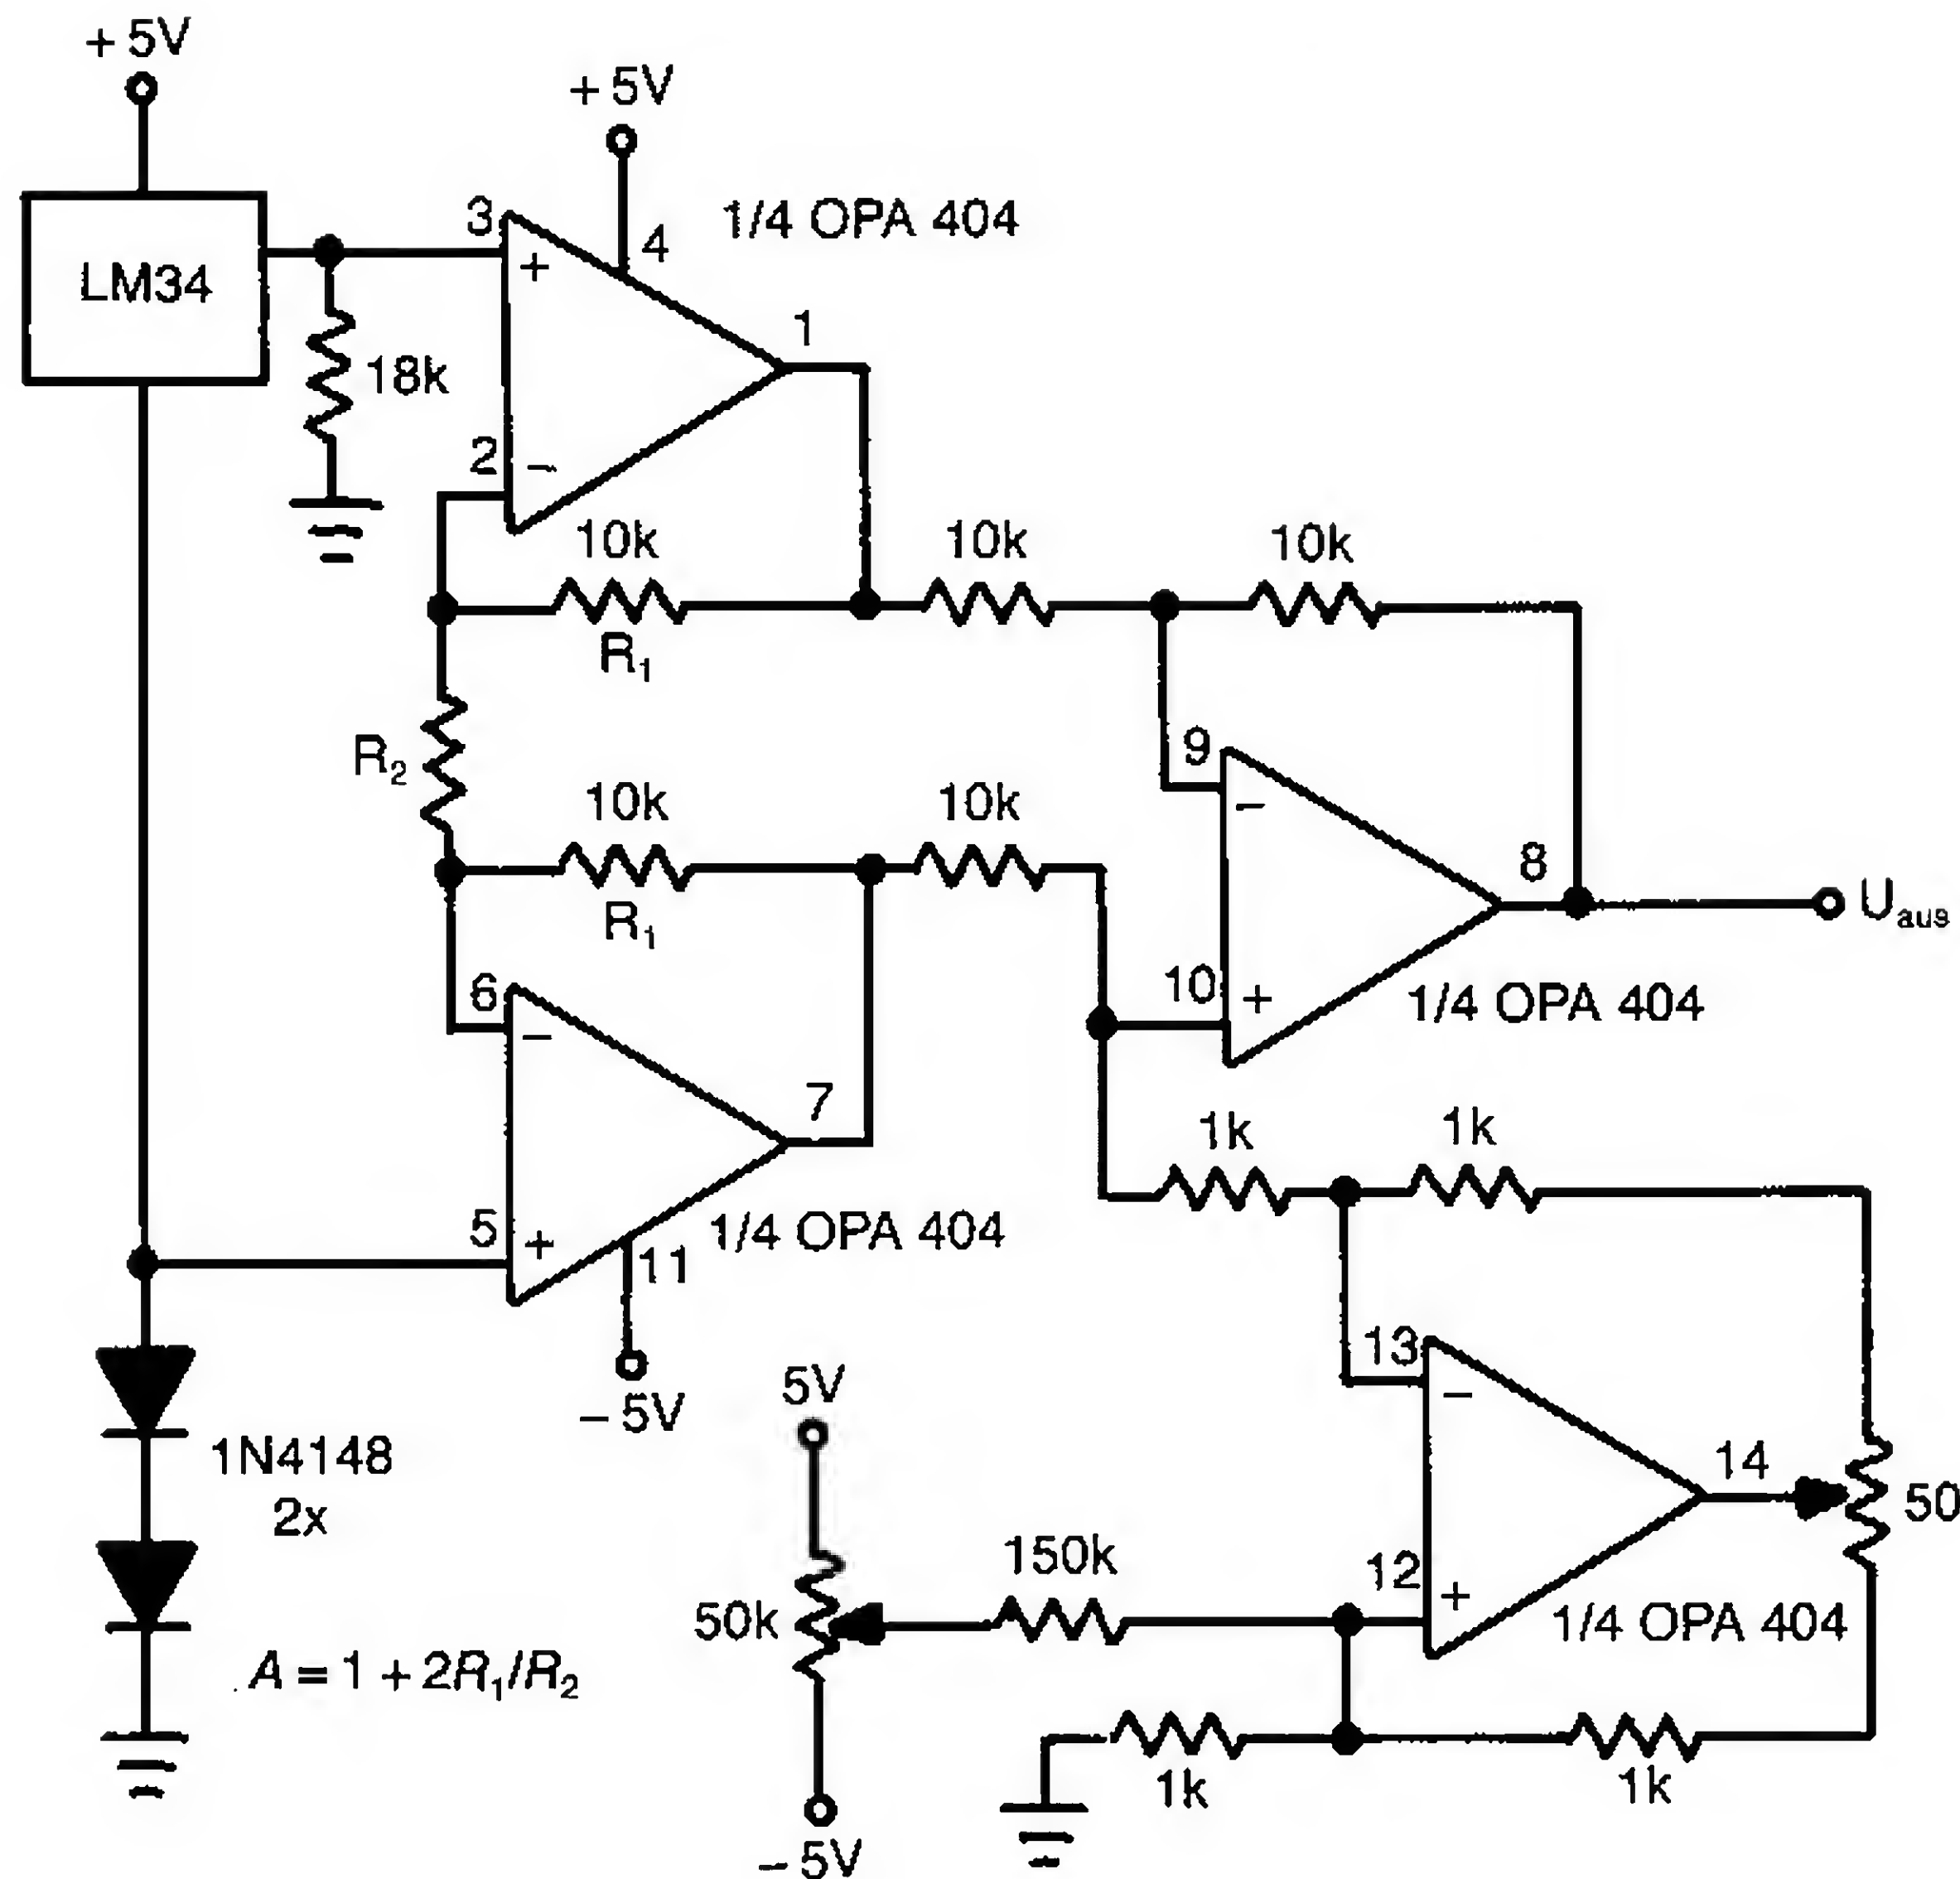 +5V
+5V
1/4 OPA 404
3
4
+
LM34
1
18k
2
−
10k
10k
10k
R1
R2
9
−
10k
10k
8
Uaus
R1
6
−
10
+
1/4 OPA 404
7
1k
1k
5
+
1/4 OPA 404
11
13
−
5V
−5V
1N4148
2x
14
50
150k
12
+
50k
1/4 OPA 404
A = 1 + 2R1/R2
1k
1k
−5V